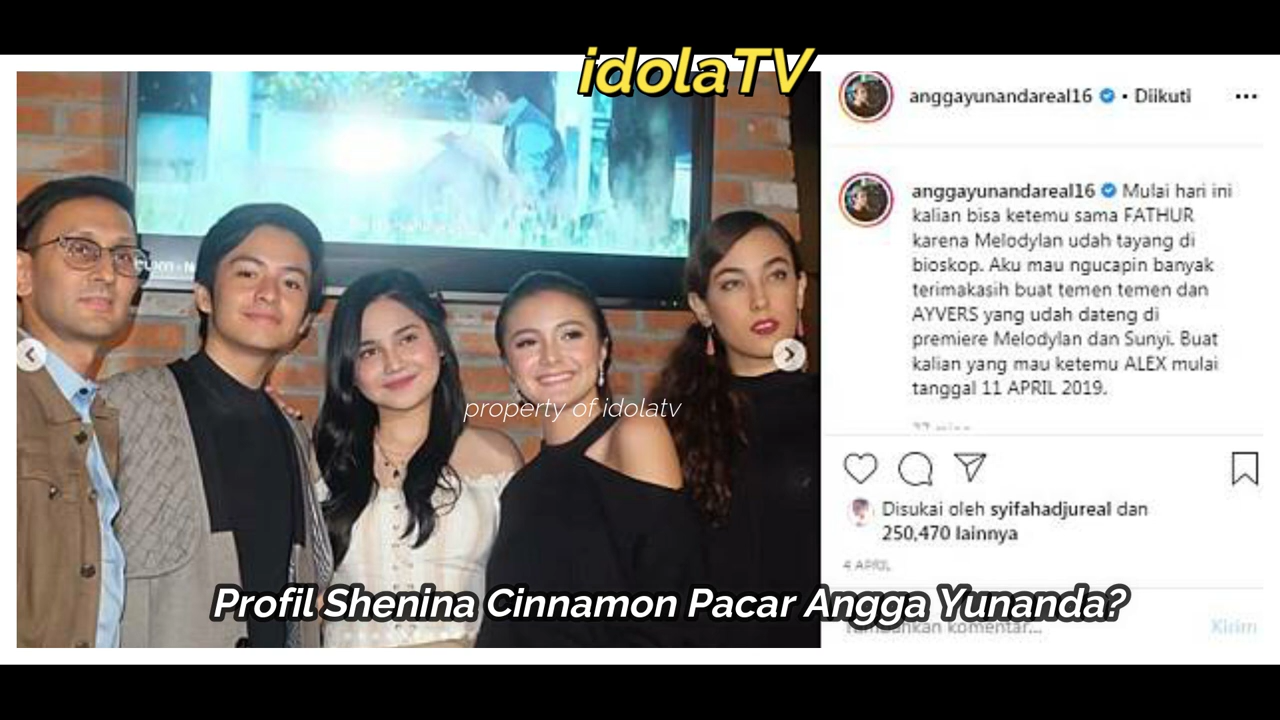 idolaTV
anggayunandareal16 • Diikuti
anggayunandareal16 Mulai hari ini
kalian bisa ketemu sama FATHUR
karena Melodylan udah tayang di
bioskop. Aku mau ngucapin banyak
terimakasih buat temen temen dan
AYVERS yang udah dateng di
premiere Melodylan dan Sunyi. Buat
kalian yang mau ketemu ALEX mulai
tanggal 11 APRIL 2019.
property of idolatv
Disukai oleh syifahadjureal dan
250,470 lainnya
4 APRIL
Profil Shenina Cinnamon Pacar Angga Yunanda?
Tambahkan komentar...
Kirim